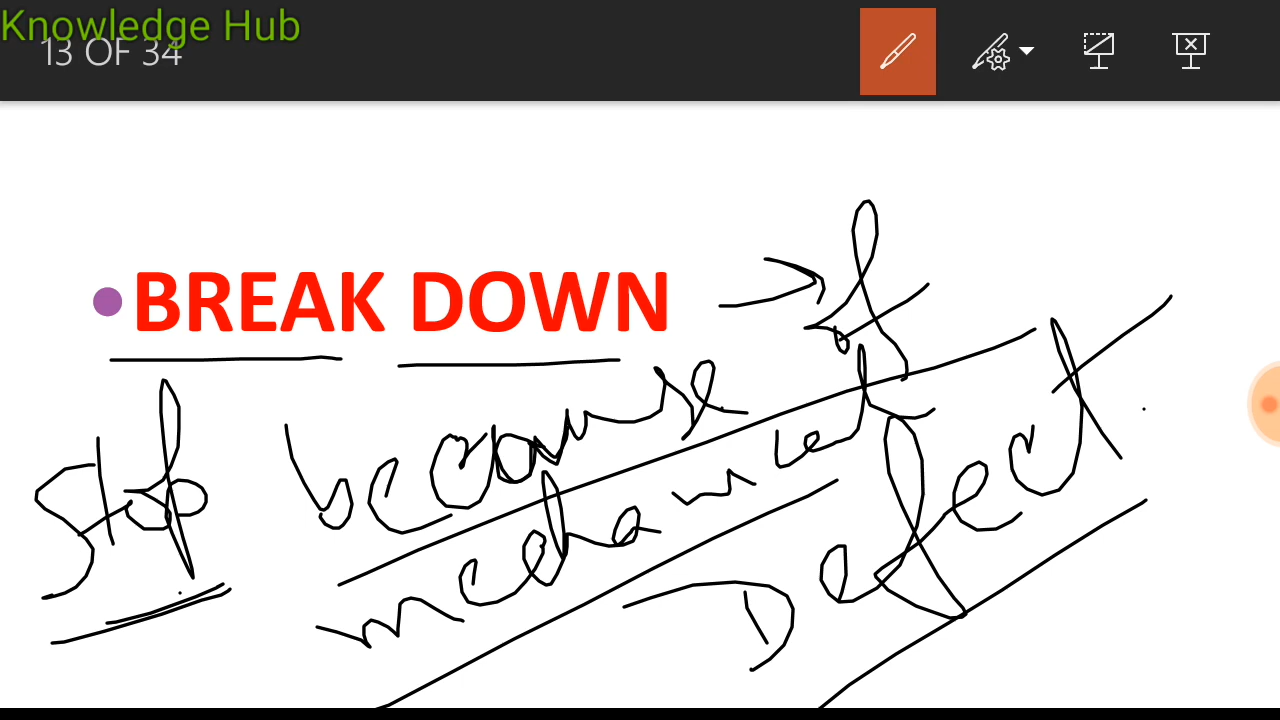 Knowledge Hub
13 OF 34
•BREAK DOWN
stop because of
mechanical
Defect